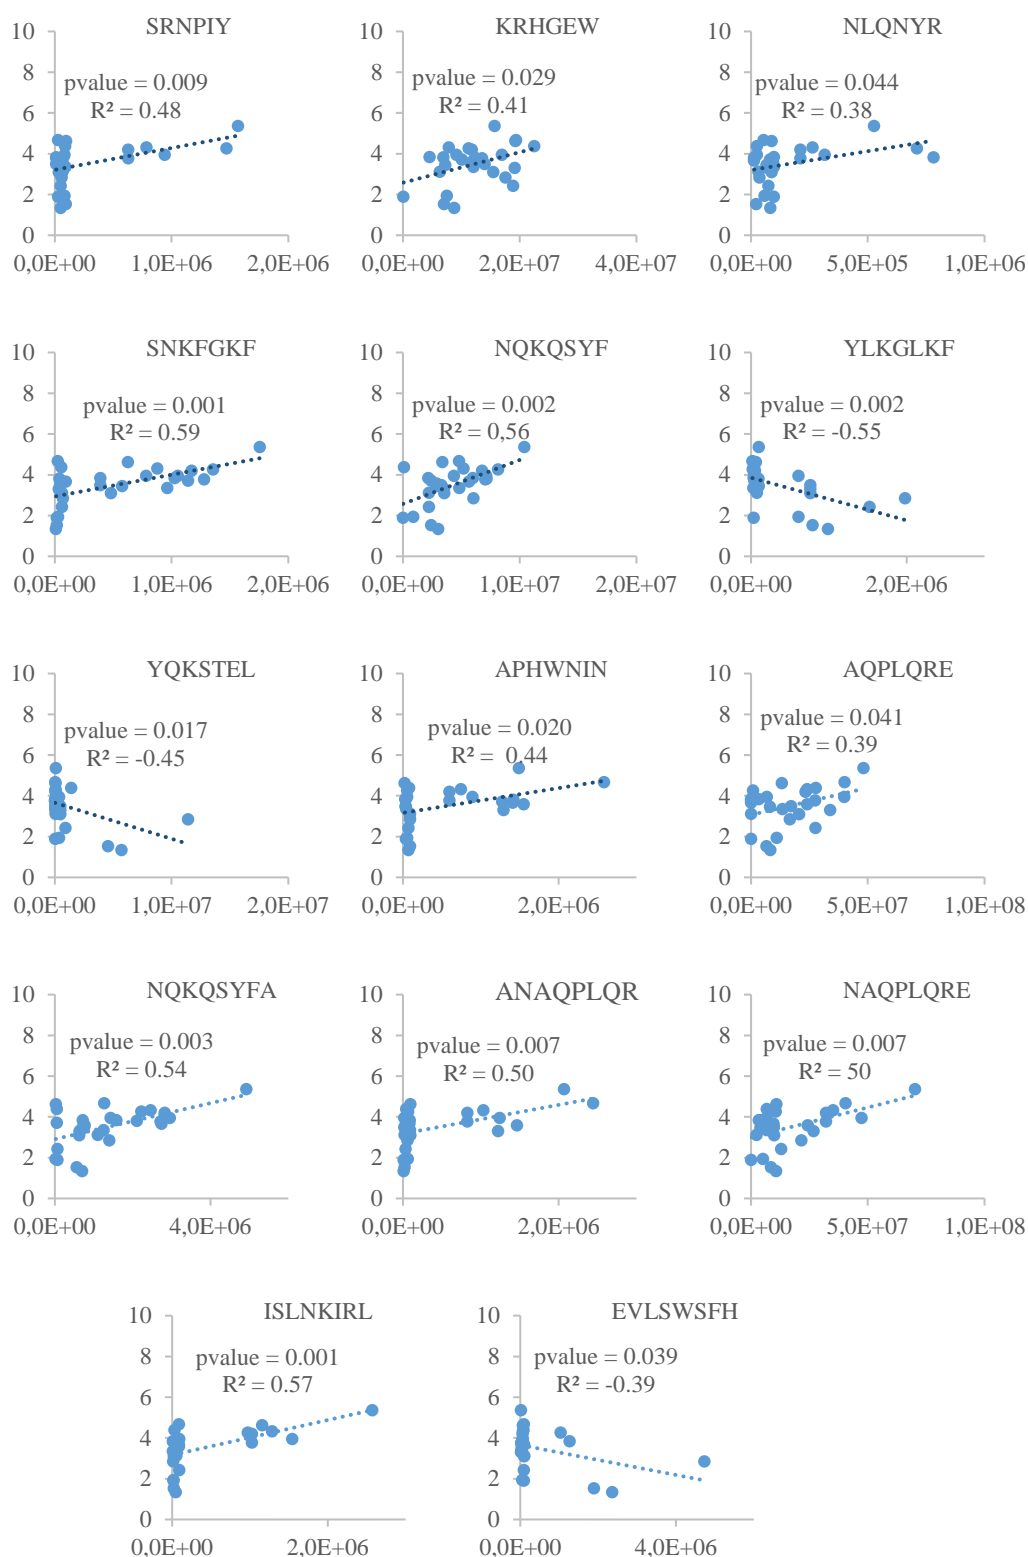 SRNPIY
pvalue = 0.009
R² = 0.48
10
8
6
4
2
0
0,0E+00 1,0E+06 2,0E+06
KRHGEW
pvalue = 0.029
R² = 0.41
10
8
6
4
2
0
0,0E+00 2,0E+07 4,0E+07
NLQNYR
pvalue = 0.044
R² = 0.38
10
8
6
4
2
0
0,0E+00 5,0E+05 1,0E+06
SNKFGKF
pvalue = 0.001
R² = 0.59
10
8
6
4
2
0
0,0E+00 1,0E+06 2,0E+06
NQKQSYF
pvalue = 0.002
R² = 0,56
10
8
6
4
2
0
0,0E+00 1,0E+07 2,0E+07
YLKGLKF
pvalue = 0.002
R² = -0.55
10
8
6
4
2
0
0,0E+00 2,0E+06
YQKSTEL
pvalue = 0.017
R² = -0.45
10
8
6
4
2
0
0,0E+00 1,0E+07 2,0E+07
APHWNIN
pvalue = 0.020
R² = 0.44
10
8
6
4
2
0
0,0E+00 2,0E+06
AQPLQRE
pvalue = 0.041
R² = 0.39
10
8
6
4
2
0
0,0E+00 5,0E+07 1,0E+08
NQKQSYFA
pvalue = 0.003
R² = 0.54
10
8
6
4
2
0
0,0E+00 4,0E+06
ANAQPLQR
pvalue = 0.007
R² = 0.50
10
8
6
4
2
0
0,0E+00 2,0E+06
NAQPLQRE
pvalue = 0.007
R² = 50
10
8
6
4
2
0
0,0E+00 5,0E+07 1,0E+08
ISLNKIRL
pvalue = 0.001
R² = 0.57
10
8
6
4
2
0
0,0E+00 2,0E+06
EVLSWSFH
pvalue = 0.039
R² = -0.39
10
8
6
4
2
0
0,0E+00 4,0E+06